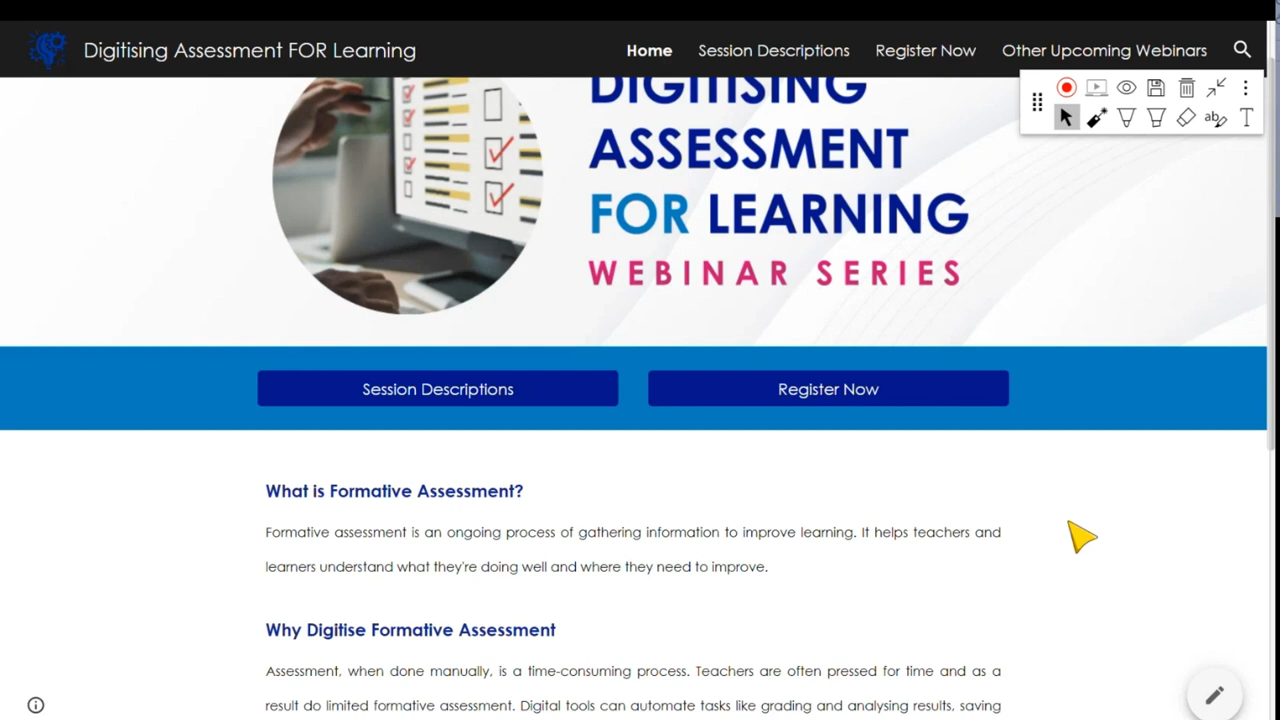 Digitising Assessment FOR Learning
Home Session Descriptions Register Now Other Upcoming Webinars
DIGITISING
ASSESSMENT
FOR LEARNING
WEBINAR SERIES
Session Descriptions Register Now
What is Formative Assessment?
Formative assessment is an ongoing process of gathering information to improve learning. It helps teachers and
learners understand what they're doing well and where they need to improve.
Why Digitise Formative Assessment
Assessment, when done manually, is a time-consuming process. Teachers are often pressed for time and as a
result do limited formative assessment. Digital tools can automate tasks like grading and analysing results, saving